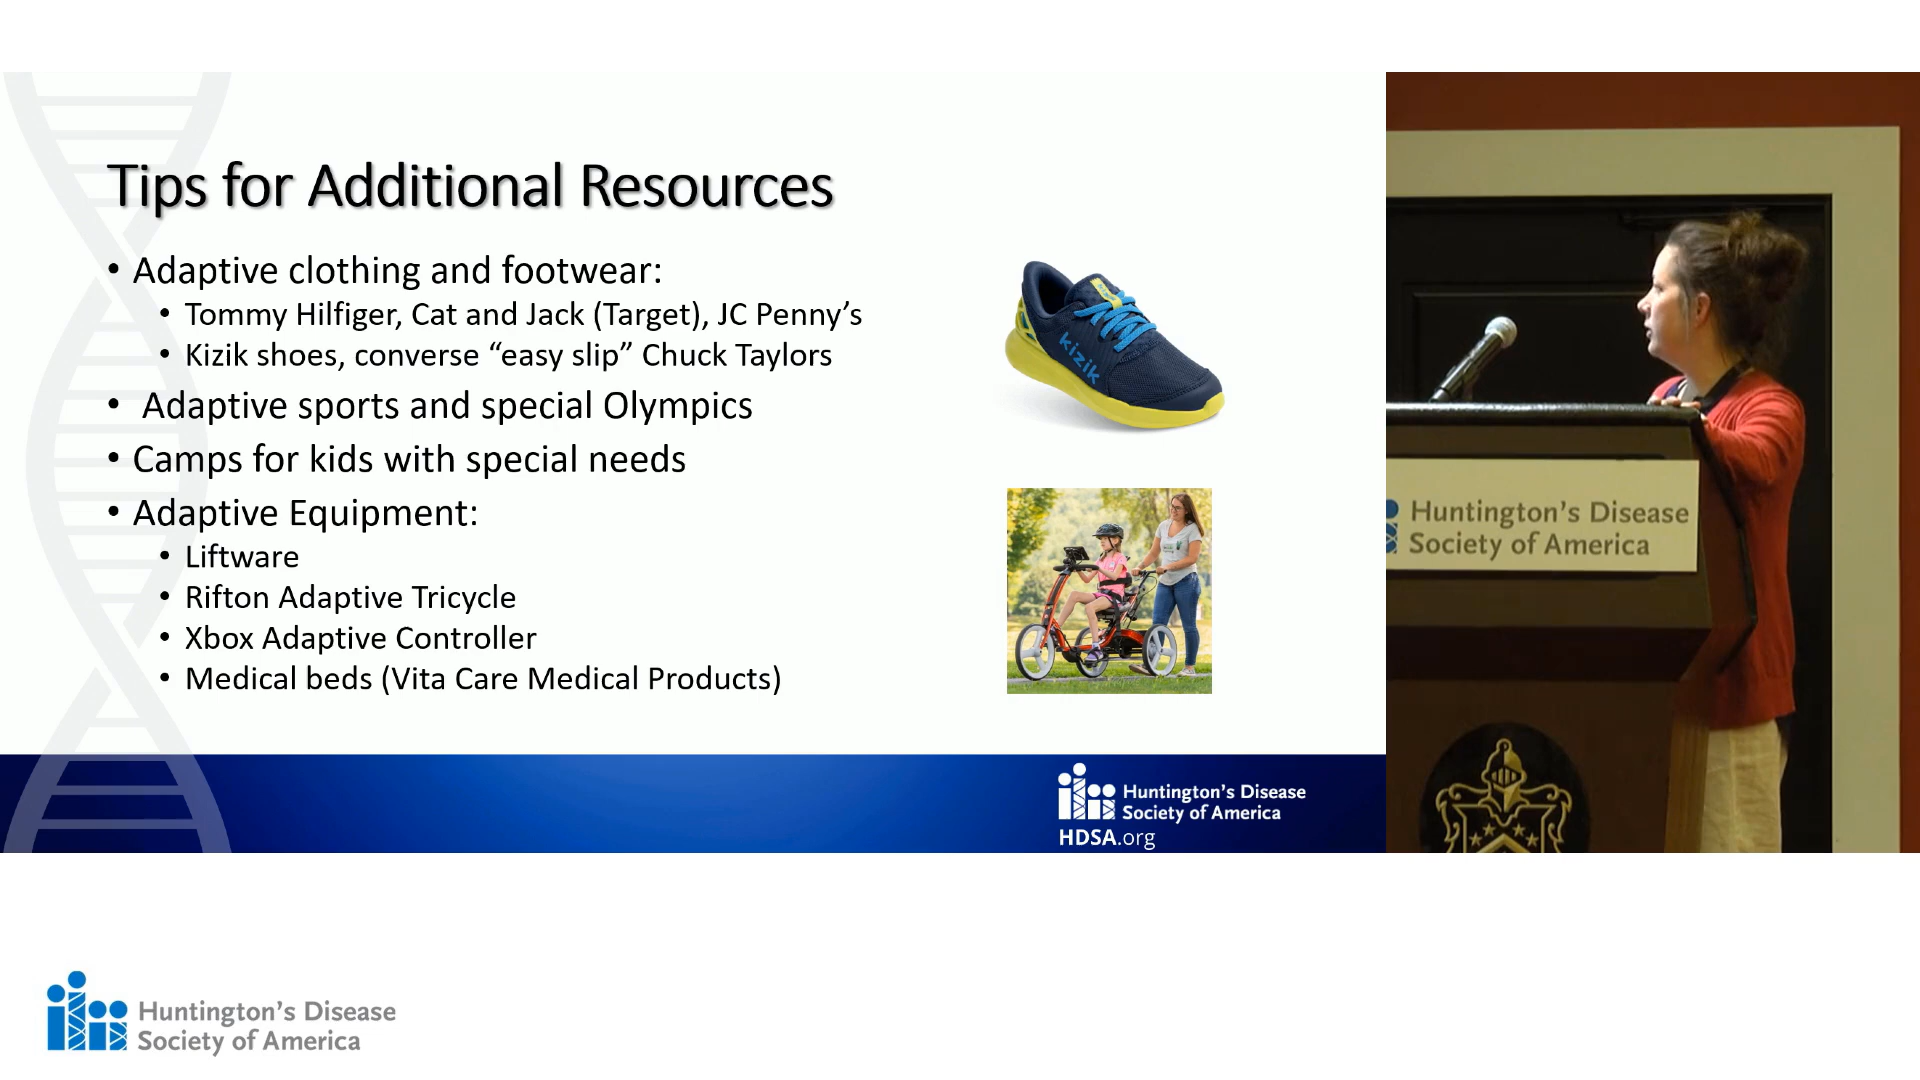 Tips for Additional Resources
• Adaptive clothing and footwear:
• Tommy Hilfiger, Cat and Jack (Target), JC Penny’s
• Kizik shoes, converse “easy slip” Chuck Taylors
• Adaptive sports and special Olympics
• Camps for kids with special needs
• Adaptive Equipment:
• Liftware
• Rifton Adaptive Tricycle
• Xbox Adaptive Controller
• Medical beds (Vita Care Medical Products)
kizik
Huntington’s Disease
Society of America
HDSA.org
Huntington’s Disease
Society of America
Huntington’s Disease
Society of America